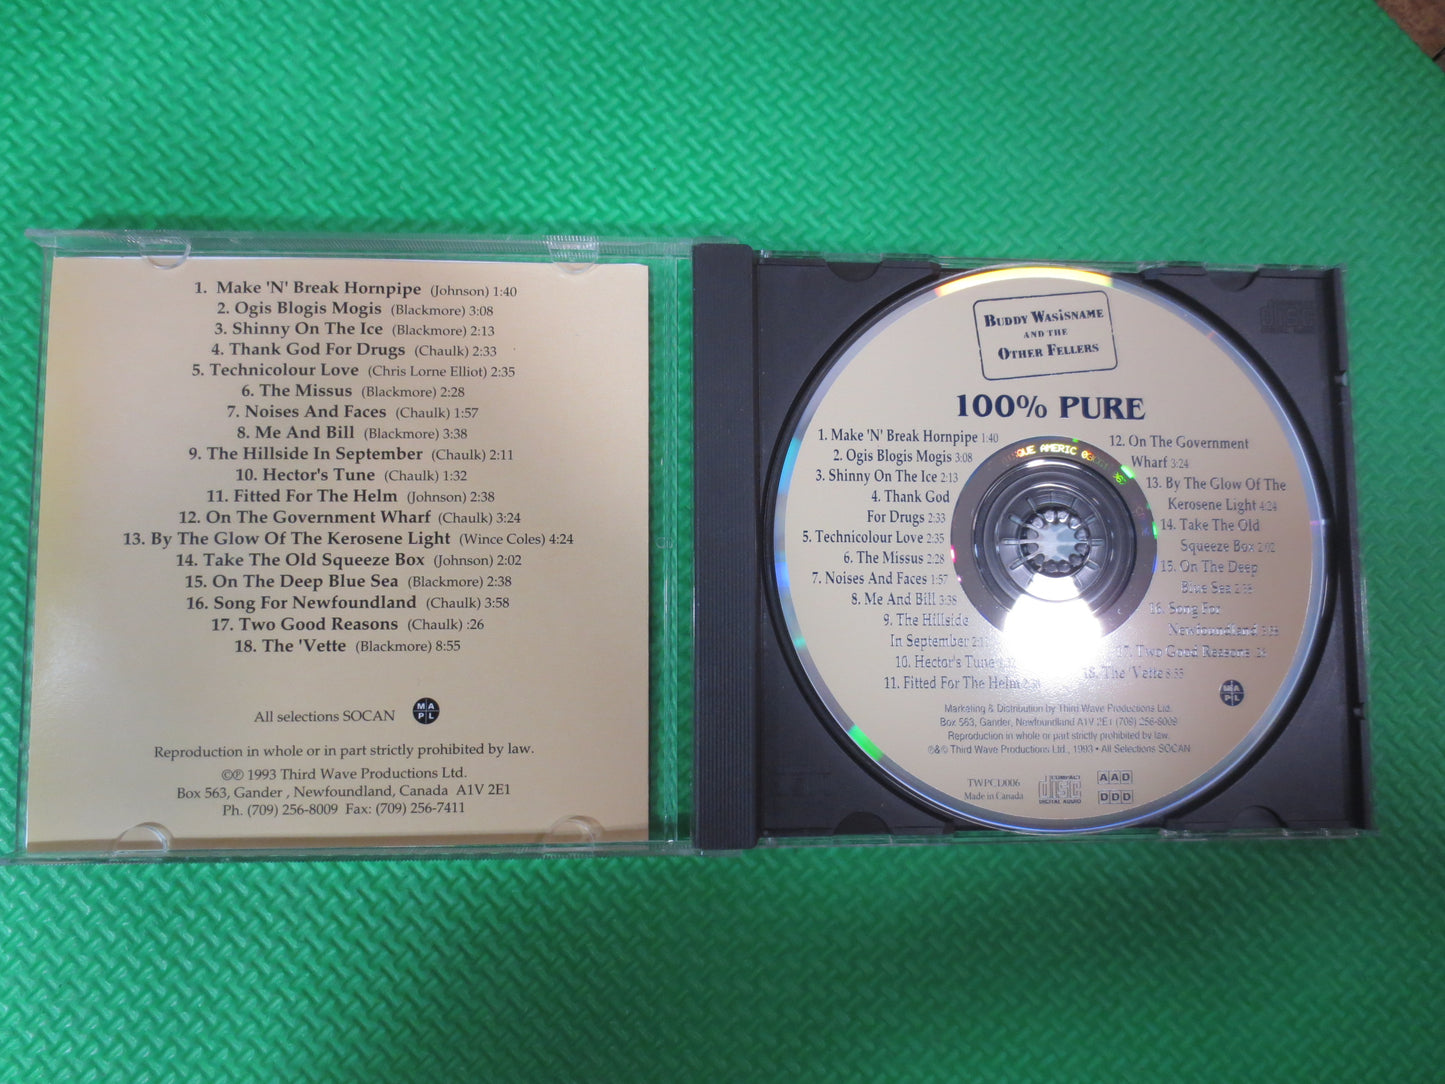 1. Make 'N' Break Hornpipe (Johnson) 1:40
2. Ogis Blogis Mogis (Blackmore) 3:08
3. Shinny On The Ice (Blackmore) 2:13
4. Thank God For Drugs (Chaulk) 2:33
5. Technicolour Love (Chris Lorne Elliot) 2:35
6. The Missus (Blackmore) 2:28
7. Noises And Faces (Chaulk) 1:57
8. Me And Bill (Blackmore) 3:38
9. The Hillside In September (Chaulk) 2:11
10. Hector's Tune (Chaulk) 1:32
11. Fitted For The Helm (Johnson) 2:38
12. On The Government Wharf (Chaulk) 3:24
13. By The Glow Of The Kerosene Light (Wince Coles) 4:24
14. Take The Old Squeeze Box (Johnson) 2:02
15. On The Deep Blue Sea (Blackmore) 2:38
16. Song For Newfoundland (Chaulk) 3:58
17. Two Good Reasons (Chaulk) :26
18. The 'Vette (Blackmore) 8:55
All selections SOCAN
M A
P L
Reproduction in whole or in part strictly prohibited by law.
©℗ 1993 Third Wave Productions Ltd.
Box 563, Gander , Newfoundland, Canada A1V 2E1
Ph. (709) 256-8009 Fax: (709) 256-7411
BUDDY WASISNAME
AND THE
OTHER FELLERS
100% PURE
1. Make 'N' Break Hornpipe 1:40
2. Ogis Blogis Mogis 3:08
3. Shinny On The Ice 2:13
4. Thank God
For Drugs 2:33
5. Technicolour Love 2:35
6. The Missus 2:28
7. Noises And Faces 1:57
8. Me And Bill 3:38
9. The Hillside
In September 2:11
10. Hector's Tune 1:32
11. Fitted For The Helm 2:38
12. On The Government
Wharf 3:24
13. By The Glow Of The
Kerosene Light 4:24
14. Take The Old
Squeeze Box 2:02
15. On The Deep
Blue Sea 2:38
16. Song For
Newfoundland 3:58
17. Two Good Reasons :26
18. The 'Vette 8:55
M A
P L
Marketing & Distribution by Third Wave Productions Ltd.
Box 563, Gander, Newfoundland A1V 2E1 (709) 256-8009
Reproduction in whole or part strictly prohibited by law.
℗&© Third Wave Productions Ltd., 1993 • All Selections SOCAN
TWPCD006
Made in Canada
COMPACT
disc
DIGITAL AUDIO
AAD
DDD